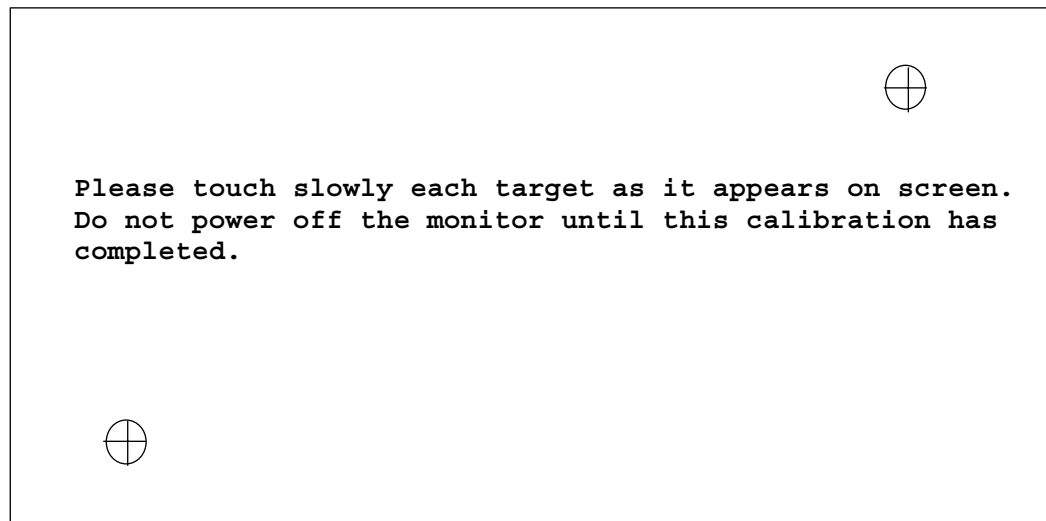 Please touch slowly each target as it appears on screen.
Do not power off the monitor until this calibration has
completed.